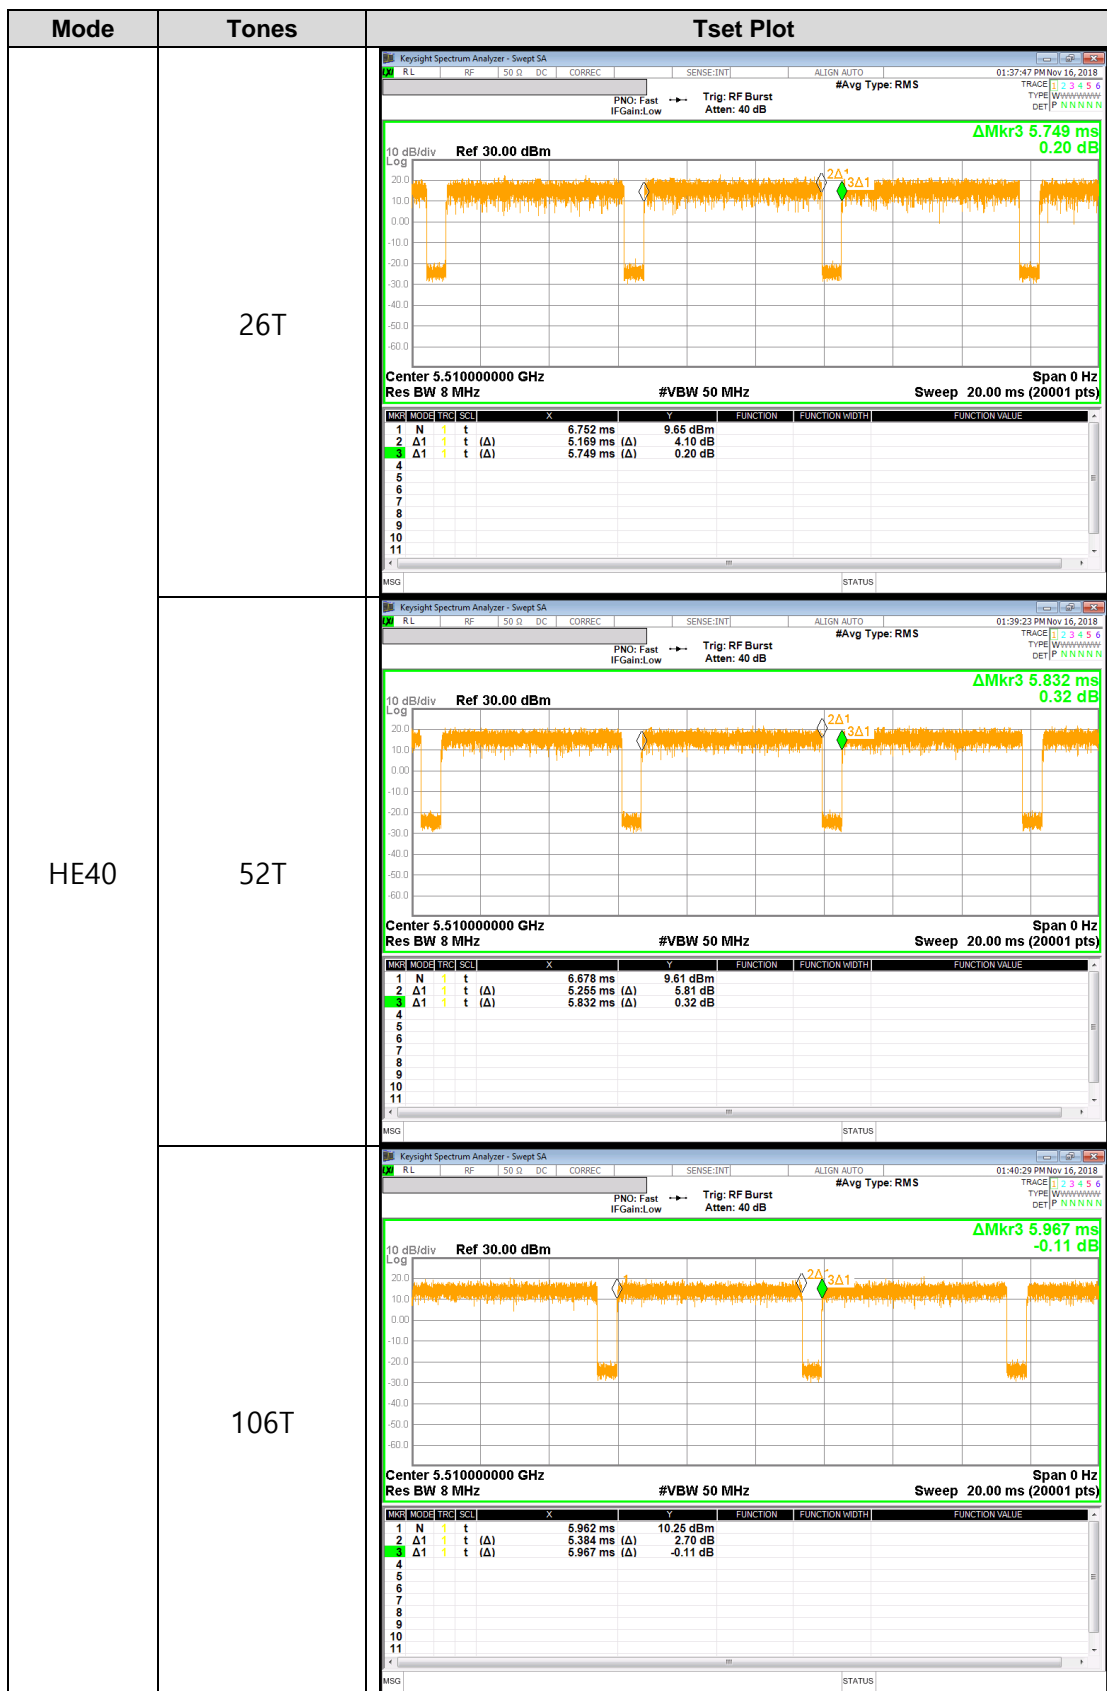 Mode Tones Tset Plot
HE40
26T
Keysight Spectrum Analyzer - Swept SA
RL RF 50 Ω DC CORREC SENSE:INT ALIGN AUTO 01:37:47 PM Nov 16, 2018
#Avg Type: RMS TRACE 1 2 3 4 5 6
PNO: Fast Trig: RF Burst TYPE WWWWWW
IFGain:Low Atten: 40 dB DET P N N N N N
ΔMkr3 5.749 ms
10 dB/div Ref 30.00 dBm 0.20 dB
Log
2Δ1 3Δ1
20.0
10.0
0.00
-10.0
-20.0
-30.0
-40.0
-50.0
-60.0
Center 5.510000000 GHz Span 0 Hz
Res BW 8 MHz #VBW 50 MHz Sweep 20.00 ms (20001 pts)
MKR MODE TRC SCL X Y FUNCTION FUNCTION WIDTH FUNCTION VALUE
1 N 1 t 6.752 ms 9.65 dBm
2 Δ1 1 t (Δ) 5.169 ms (Δ) 4.10 dB
3 Δ1 1 t (Δ) 5.749 ms (Δ) 0.20 dB
4
5
6
7
8
9
10
11
MSG STATUS
52T
Keysight Spectrum Analyzer - Swept SA
RL RF 50 Ω DC CORREC SENSE:INT ALIGN AUTO 01:39:23 PM Nov 16, 2018
#Avg Type: RMS TRACE 1 2 3 4 5 6
PNO: Fast Trig: RF Burst TYPE WWWWWW
IFGain:Low Atten: 40 dB DET P N N N N N
ΔMkr3 5.832 ms
10 dB/div Ref 30.00 dBm 0.32 dB
Log
2Δ1
3Δ1
20.0
10.0
0.00
-10.0
-20.0
-30.0
-40.0
-50.0
-60.0
Center 5.510000000 GHz Span 0 Hz
Res BW 8 MHz #VBW 50 MHz Sweep 20.00 ms (20001 pts)
MKR MODE TRC SCL X Y FUNCTION FUNCTION WIDTH FUNCTION VALUE
1 N 1 t 6.678 ms 9.61 dBm
2 Δ1 1 t (Δ) 5.255 ms (Δ) 5.81 dB
3 Δ1 1 t (Δ) 5.832 ms (Δ) 0.32 dB
4
5
6
7
8
9
10
11
MSG STATUS
106T
Keysight Spectrum Analyzer - Swept SA
RL RF 50 Ω DC CORREC SENSE:INT ALIGN AUTO 01:40:29 PM Nov 16, 2018
#Avg Type: RMS TRACE 1 2 3 4 5 6
PNO: Fast Trig: RF Burst TYPE WWWWWW
IFGain:Low Atten: 40 dB DET P N N N N N
ΔMkr3 5.967 ms
10 dB/div Ref 30.00 dBm -0.11 dB
Log
1 2Δ1 3Δ1
20.0
10.0
0.00
-10.0
-20.0
-30.0
-40.0
-50.0
-60.0
Center 5.510000000 GHz Span 0 Hz
Res BW 8 MHz #VBW 50 MHz Sweep 20.00 ms (20001 pts)
MKR MODE TRC SCL X Y FUNCTION FUNCTION WIDTH FUNCTION VALUE
1 N 1 t 5.962 ms 10.25 dBm
2 Δ1 1 t (Δ) 5.384 ms (Δ) 2.70 dB
3 Δ1 1 t (Δ) 5.967 ms (Δ) -0.11 dB
4
5
6
7
8
9
10
11
MSG STATUS